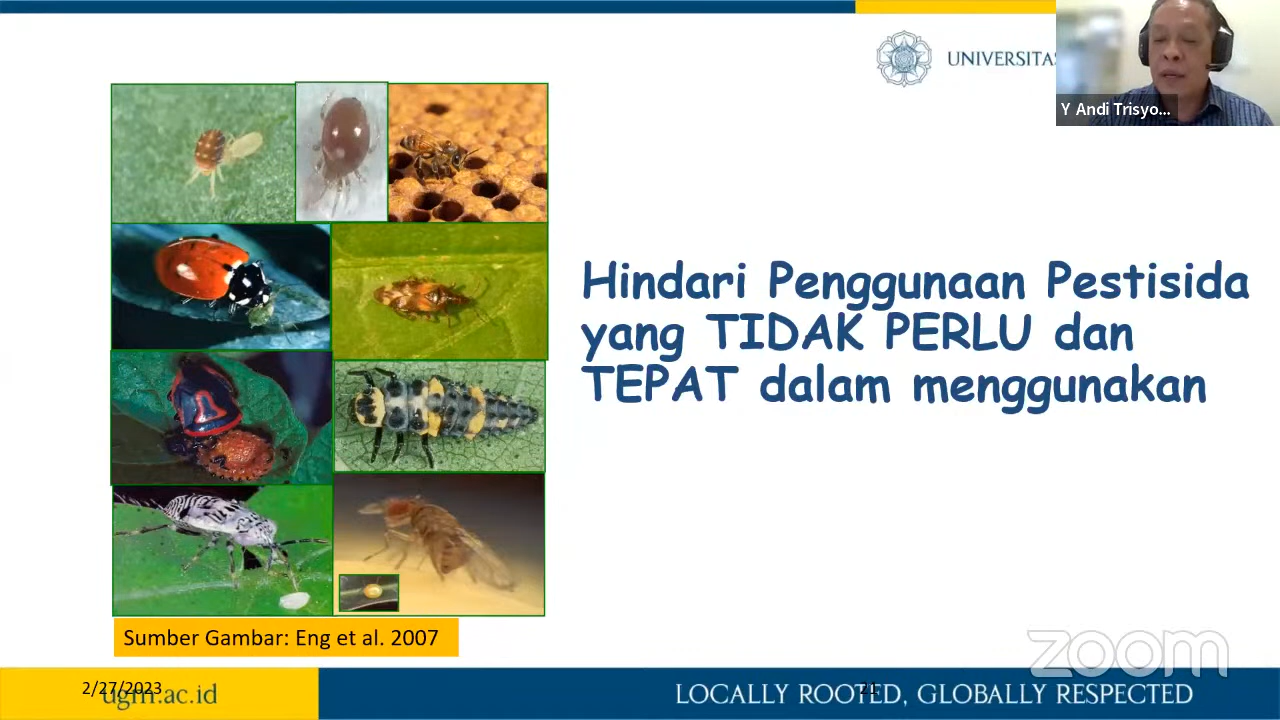 UNIVERSITAS
Y Andi Trisyo...
Hindari Penggunaan Pestisida
yang TIDAK PERLU dan
TEPAT dalam menggunakan
Sumber Gambar: Eng et al. 2007
zoom
2/27/2023
ugm.ac.id
LOCALLY ROOTED, GLOBALLY RESPECTED
21